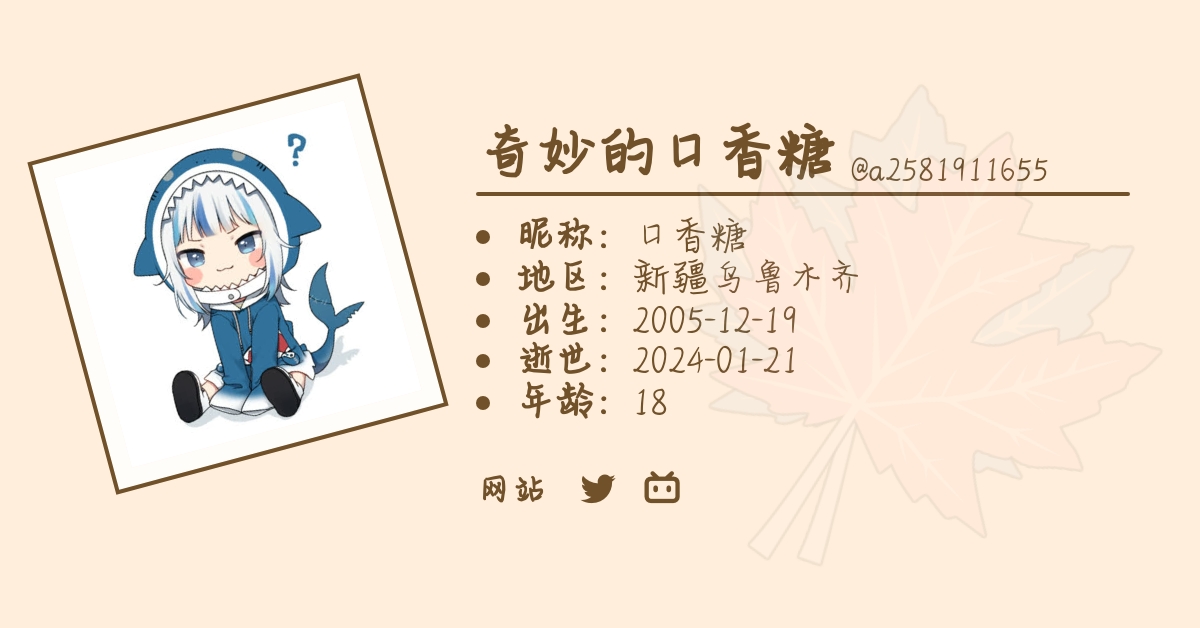 ?
奇妙的口香糖 @a2581911655
昵称： 口香糖
地区： 新疆乌鲁木齐
出生： 2005-12-19
逝世： 2024-01-21
年龄： 18
网站